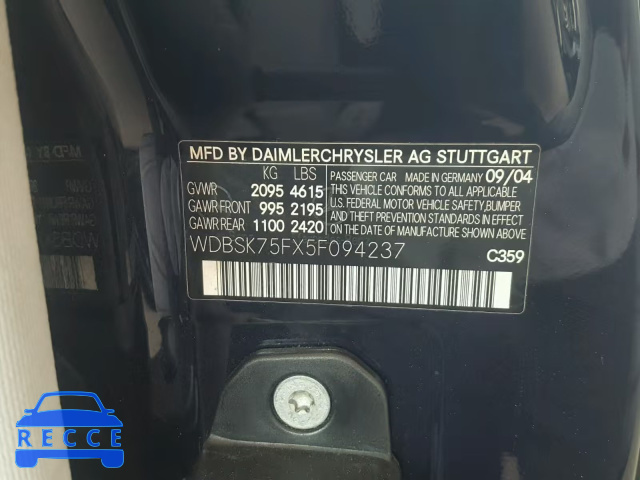 MFD BY DAIMLERCHRYSLER AG STUTTGART
KG LBS
GVWR 2095 4615
GAWR FRONT 995 2195
GAWR REAR 1100 2420
PASSENGER CAR MADE IN GERMANY 09/04
THIS VEHICLE CONFORMS TO ALL APPLICABLE
U.S. FEDERAL MOTOR VEHICLE SAFETY, BUMPER
AND THEFT PREVENTION STANDARDS IN EFFECT
ON THE DATE OF MANUFACTURE SHOWN ABOVE.
WDBSK75FX5F094237
C359
RECCE